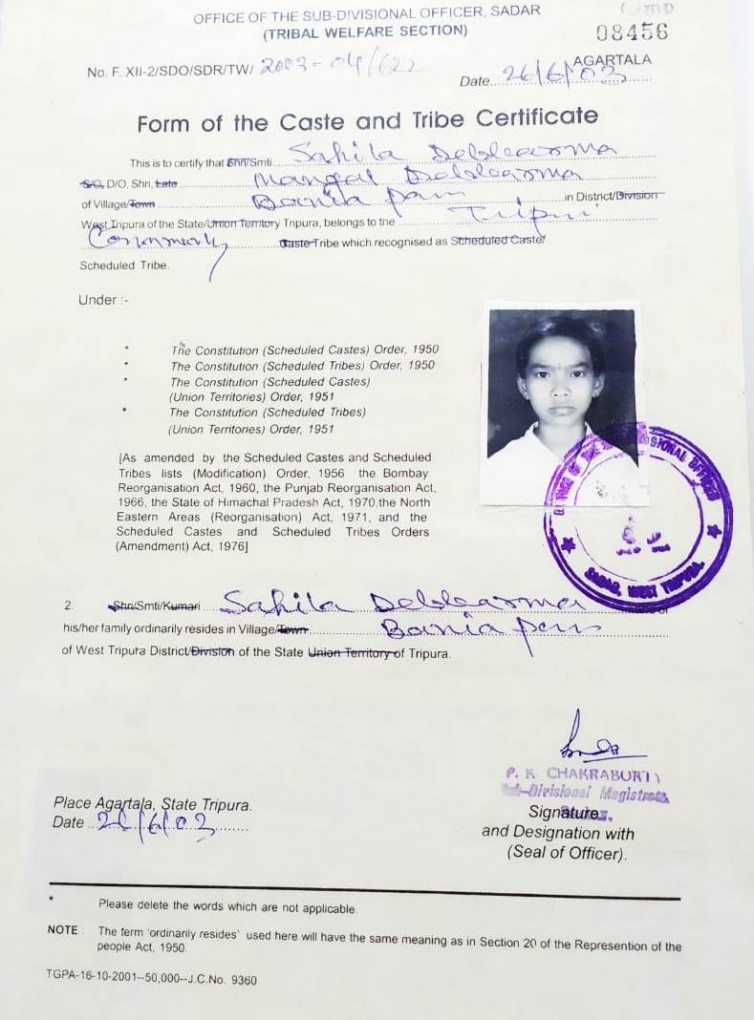 OFFICE OF THE SUB-DIVISIONAL OFFICER, SADAR
(TRIBAL WELFARE SECTION)
08456
AGARTALA
No. F. XII-2/SDO/SDR/TW/ 2003-04/622
Date 26/6/03
Form of the Caste and Tribe Certificate
This is to certify that Shri/Smti Sahila Debbarma
S/O, D/O, Shri, Late Mangal Debbarma
of Village/Town Bania para in District/Division
West Tripura of the State/Union Territory Tripura, belongs to the Tripuri
Community Caste Tribe which recognised as Scheduled Caste/
Scheduled Tribe.
Under :-
* The Constitution (Scheduled Castes) Order, 1950
* The Constitution (Scheduled Tribes) Order, 1950
* The Constitution (Scheduled Castes)
(Union Territories) Order, 1951
* The Constitution (Scheduled Tribes)
(Union Territories) Order, 1951
[As amended by the Scheduled Castes and Scheduled
Tribes lists (Modification) Order, 1956 the Bombay
Reorganisation Act, 1960, the Punjab Reorganisation Act,
1966, the State of Himachal Pradesh Act, 1970,the North
Eastern Areas (Reorganisation) Act, 1971, and the
Scheduled Castes and Scheduled Tribes Orders
(Amendment) Act, 1976]
SIONAL OFFICER
SADAR, WEST TRIPURA.
2. Shri/Smti/Kumari Sahila Debbarma
his/her family ordinarily resides in Village/Town Bania para
of West Tripura District/Division of the State Union Territory of Tripura.
P. K CHAKRABURTY
Sub-Divisional Magistrate
Place Agartala, State Tripura.
Date 26/6/03
Signature
and Designation with
(Seal of Officer).
* Please delete the words which are not applicable.
NOTE The term 'ordinarily resides' used here will have the same meaning as in Section 20 of the Represention of the
people Act, 1950.
TGPA-16-10-2001--50,000--J.C.No. 9360